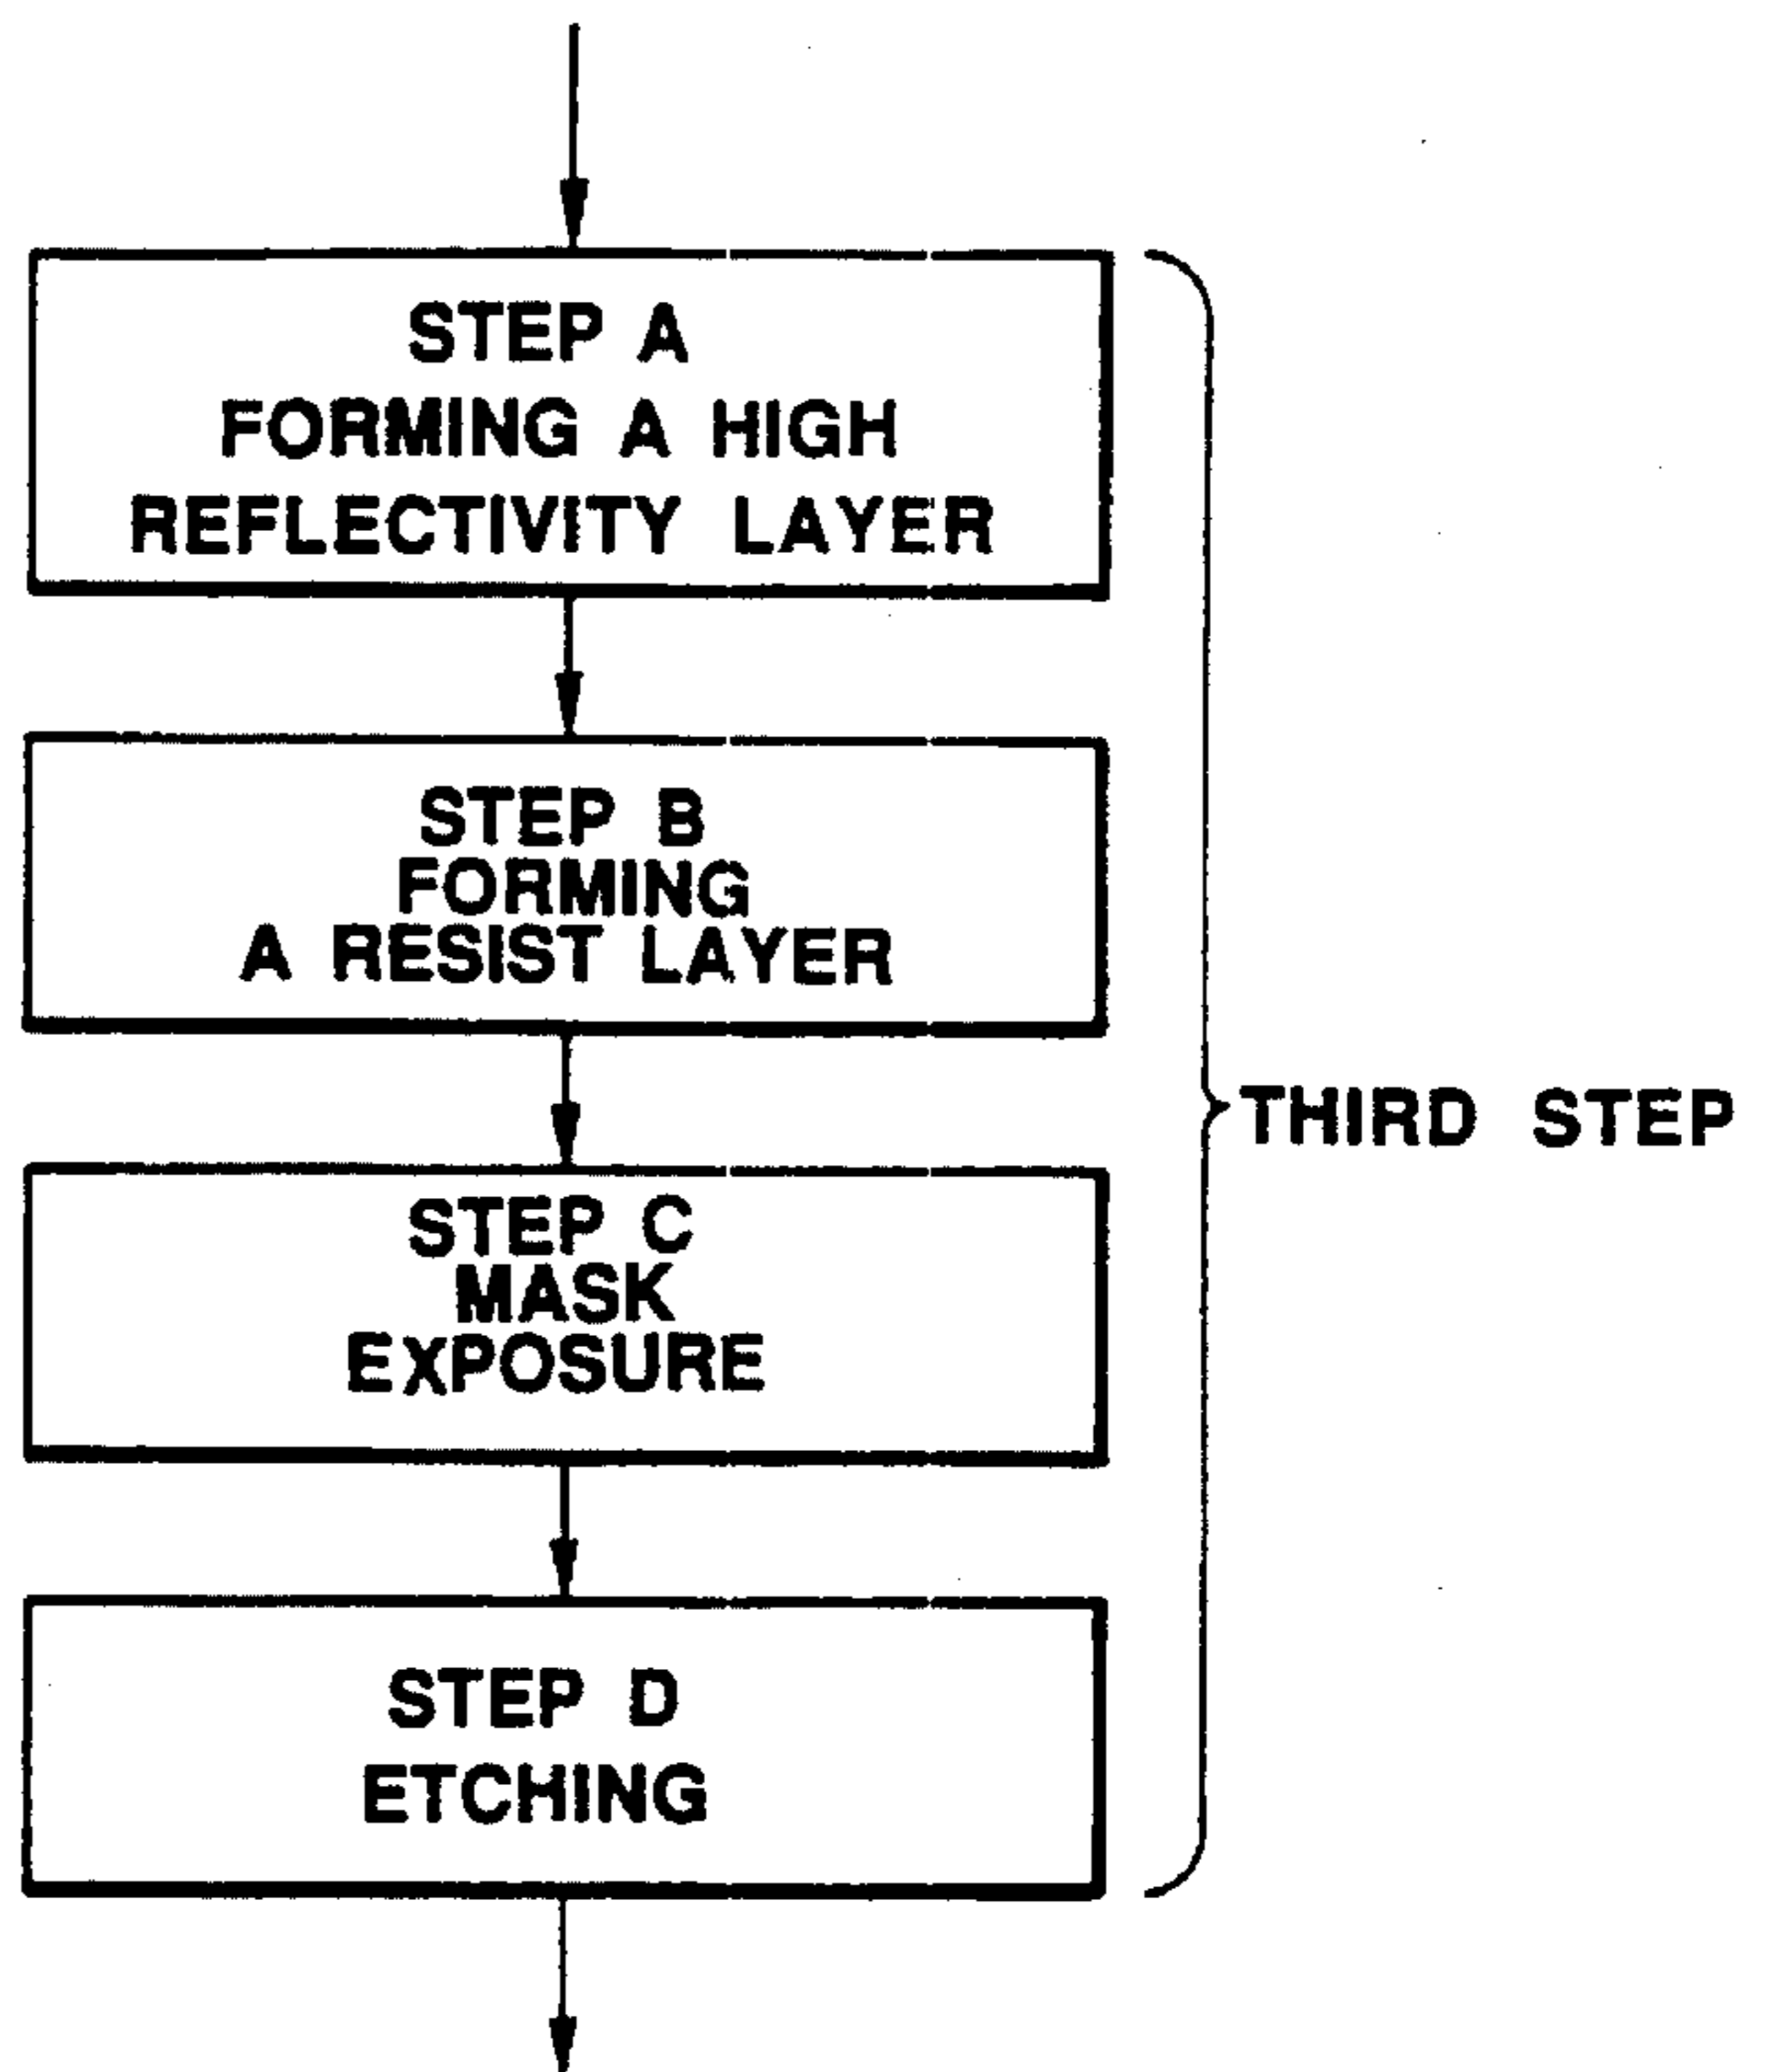 STEP A
FORMING A HIGH
REFLECTIVITY LAYER
STEP B
FORMING
A RESIST LAYER
STEP C
MASK
EXPOSURE
STEP D
ETCHING
THIRD STEP